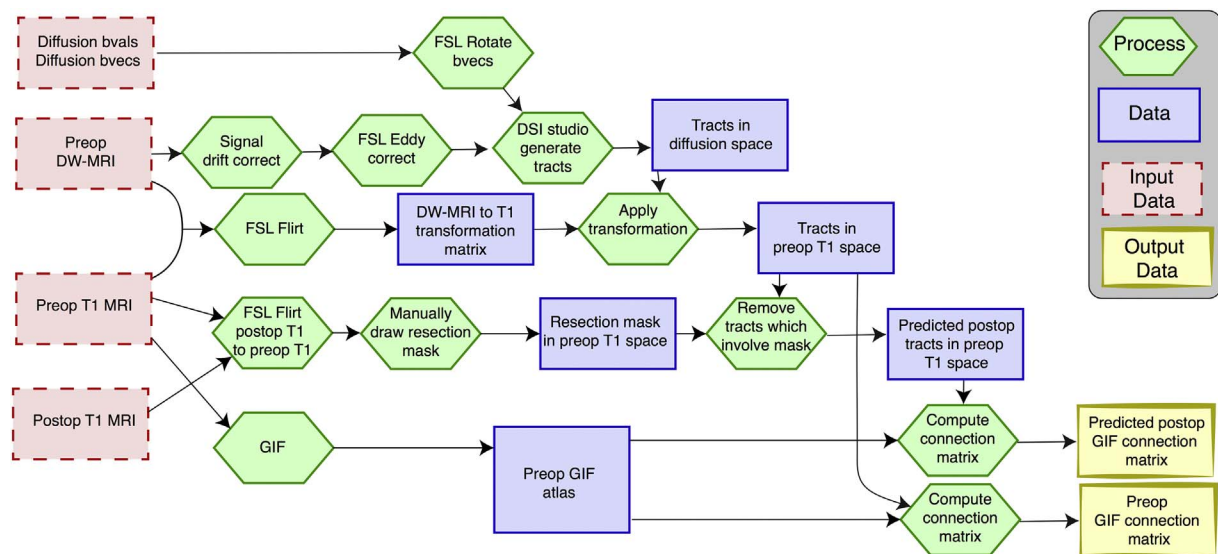 Diffusion bvals
Diffusion bvecs
FSL Rotate
bvecs
Process
Preop
DW-MRI
Signal
drift correct
FSL Eddy
correct
DSI studio
generate
tracts
Tracts in
diffusion space
Data
FSL Flirt
DW-MRI to T1
transformation
matrix
Apply
transformation
Tracts in
preop T1 space
Input
Data
Output
Data
Preop T1 MRI
FSL Flirt
postop T1
to preop T1
Manually
draw resection
mask
Resection mask
in preop T1 space
Remove
tracts which
involve mask
Predicted postop
tracts in preop
T1 space
Postop T1 MRI
GIF
Preop GIF
atlas
Compute
connection
matrix
Predicted postop
GIF connection
matrix
Compute
connection
matrix
Preop
GIF connection
matrix